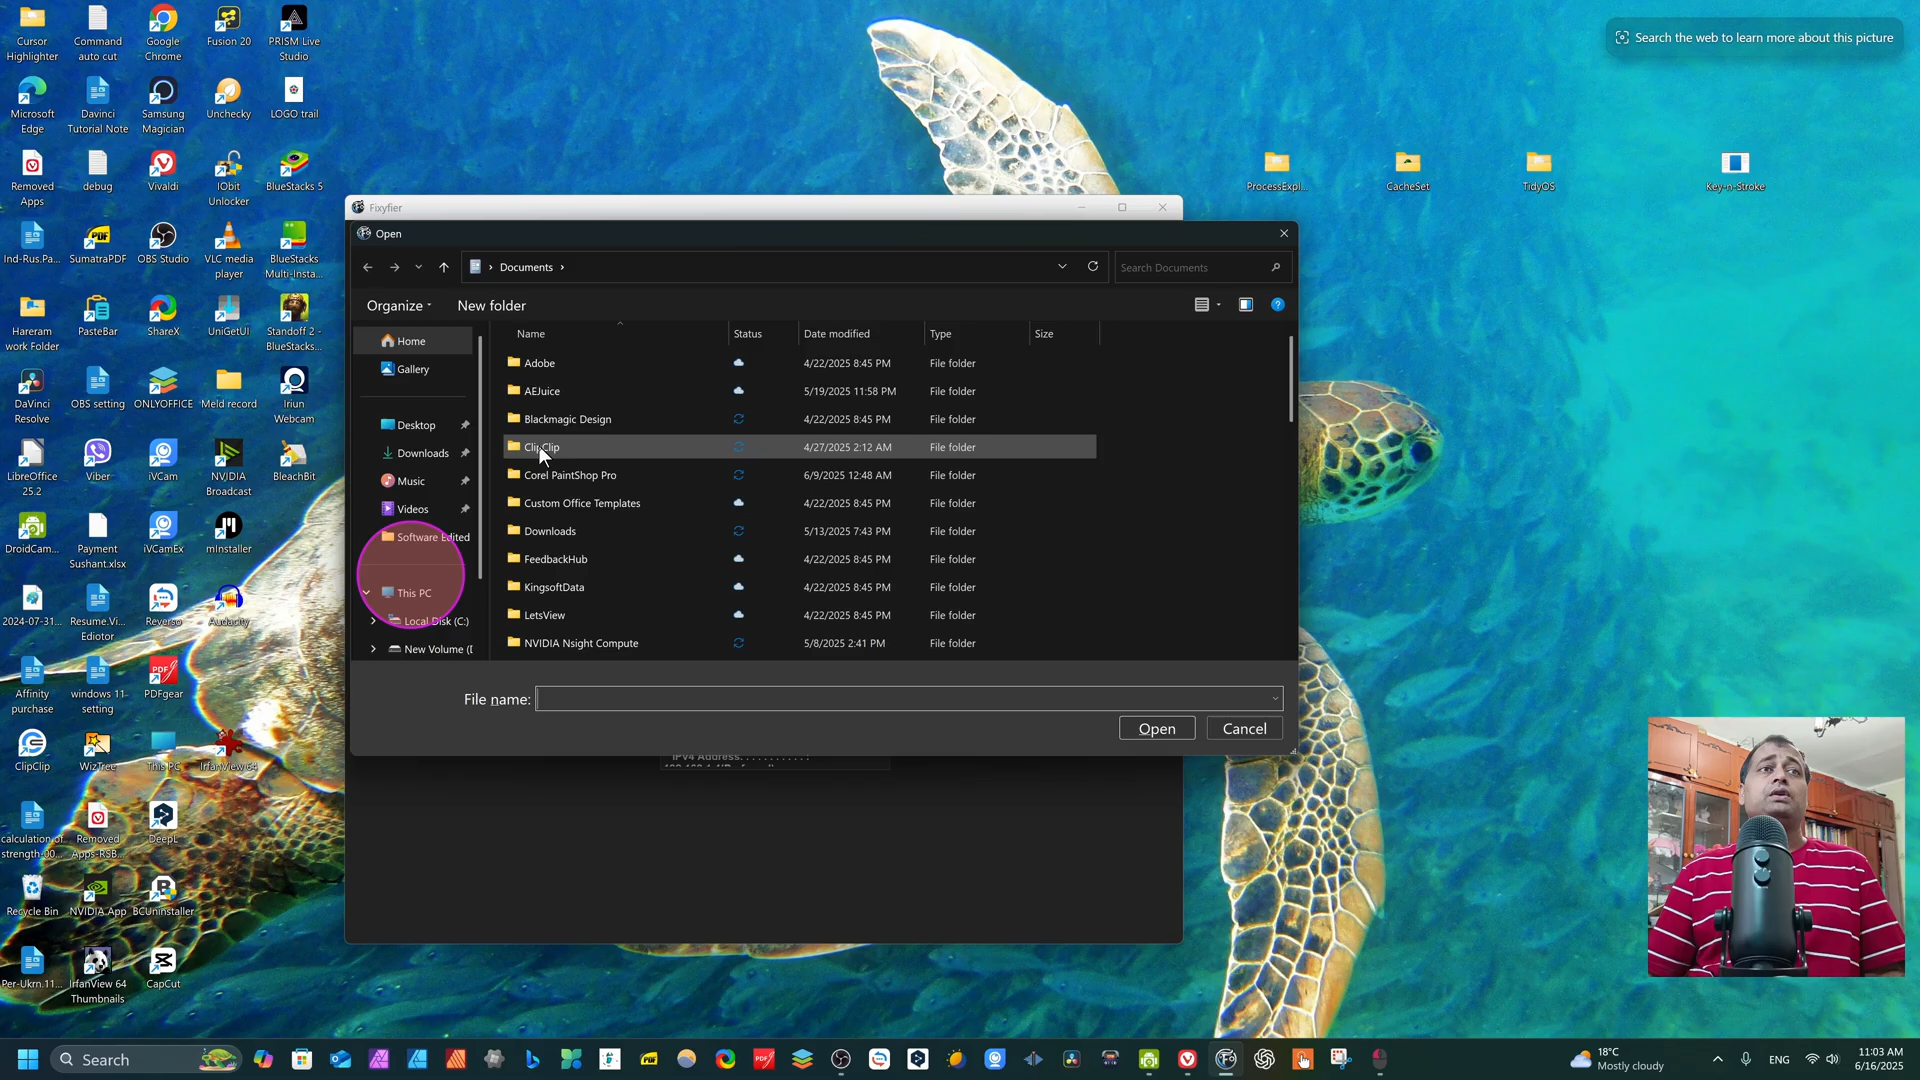 Cursor Highlighter
Command auto cut
Google Chrome
Fusion 20
PRISM Live Studio
Microsoft Edge
Davinci Tutorial Note
Samsung Magician
Unchecky
LOGO trail
Removed Apps
debug
Vivaldi
IObit Unlocker
BlueStacks 5
Ind-Rus.Pa...
SumatraPDF
OBS Studio
VLC media player
BlueStacks Multi-Insta...
Hareram work Folder
PasteBar
ShareX
UniGetUI
Standoff 2 - BlueStacks...
DaVinci Resolve
OBS setting
ONLYOFFICE
Meld record
Iriun Webcam
LibreOffice 25.2
Viber
iVCam
NVIDIA Broadcast
BleachBit
DroidCam...
Payment Sushant.xlsx
iVCamEx
mInstaller
2024-07-31...
Resume.Vi... Ediotor
Reverso
Audacity
Affinity purchase
windows 11 setting
PDFgear
ClipClip
WizTree
This PC
IrfanView 64
calculation of strength-00...
Removed Apps-RSB...
DeepL
Recycle Bin
NVIDIA App
BCUninstaller
Per-Ukrn.11...
IrfanView 64 Thumbnails
CapCut
Search the web to learn more about this picture
ProcessExpl...
CacheSet
TidyOS
Key-n-Stroke
Fixyfier
Open
Documents
Search Documents
Organize
New folder
Name Status Date modified Type Size
Home
Gallery
Desktop
Downloads
Music
Videos
Software Edited
This PC
Local Disk (C:)
New Volume (D
Adobe 4/22/2025 8:45 PM File folder
AEJuice 5/19/2025 11:58 PM File folder
Blackmagic Design 4/22/2025 8:45 PM File folder
ClipClip 4/27/2025 2:12 AM File folder
Corel PaintShop Pro 6/9/2025 12:48 AM File folder
Custom Office Templates 4/22/2025 8:45 PM File folder
Downloads 5/13/2025 7:43 PM File folder
FeedbackHub 4/22/2025 8:45 PM File folder
KingsoftData 4/22/2025 8:45 PM File folder
LetsView 4/22/2025 8:45 PM File folder
NVIDIA Nsight Compute 5/8/2025 2:41 PM File folder
File name:
Open
Cancel
IPv4 Address. . . . . . . . . . . :
Search
18°C
Mostly cloudy
ENG
11:03 AM
6/16/2025